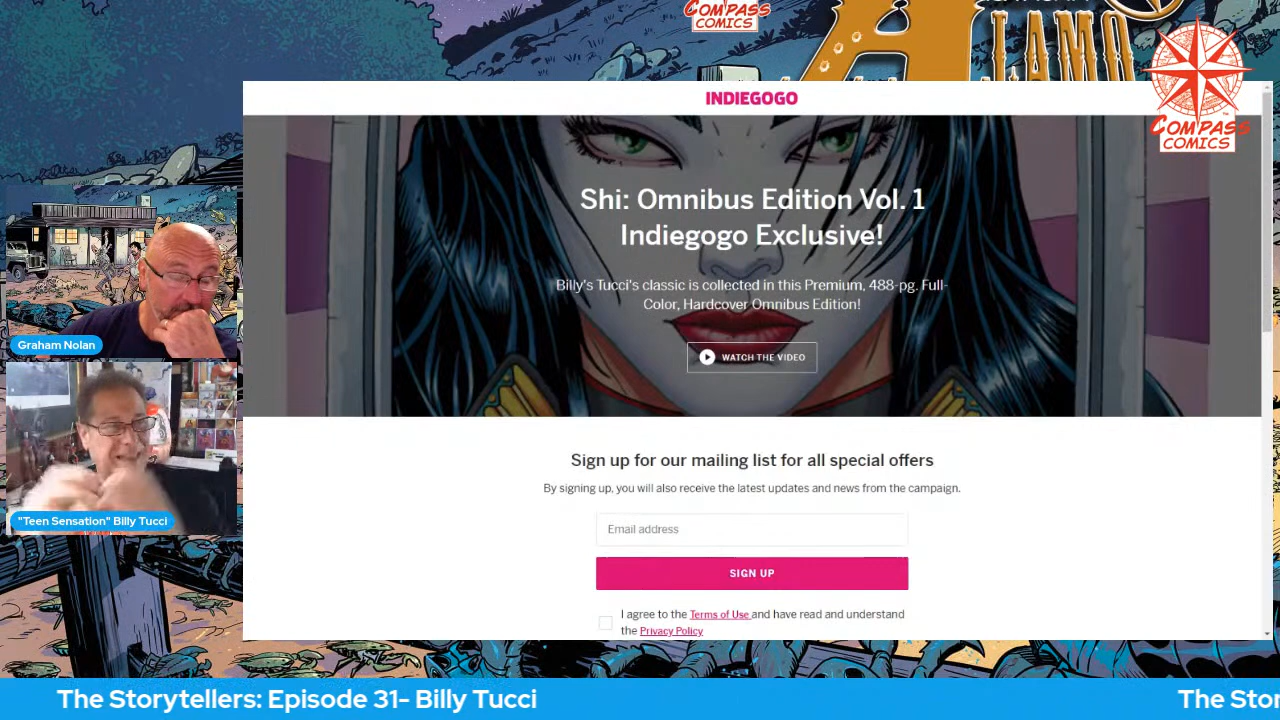 COMPASS
COMICS
ALAMO
COMPASS
COMICS
INDIEGOGO
Shi: Omnibus Edition Vol. 1
Indiegogo Exclusive!
Billy's Tucci's classic is collected in this Premium, 488-pg. Full-
Color, Hardcover Omnibus Edition!
WATCH THE VIDEO
Graham Nolan
"Teen Sensation" Billy Tucci
Sign up for our mailing list for all special offers
By signing up, you will also receive the latest updates and news from the campaign.
Email address
SIGN UP
I agree to the Terms of Use and have read and understand
the Privacy Policy
The Storytellers: Episode 31- Billy Tucci
The Stor